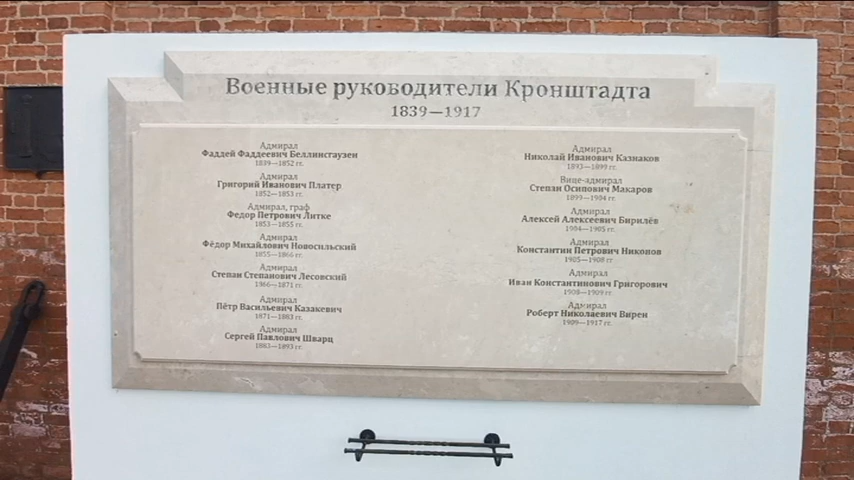 Военные руководители Кронштадта
1839—1917
Адмирал
Фаддей Фаддеевич Беллинсгаузен
1839—1852 гг.
Адмирал
Григорий Иванович Платер
1852—1853 гг.
Адмирал, граф
Федор Петрович Литке
1853—1855 гг.
Адмирал
Фёдор Михайлович Новосильский
1855—1866 гг.
Адмирал
Степан Степанович Лесовский
1866—1871 гг.
Адмирал
Пётр Васильевич Казакевич
1871—1883 гг.
Адмирал
Сергей Павлович Шварц
1883—1893 гг.
Адмирал
Николай Иванович Казнаков
1893—1899 гг.
Вице-адмирал
Степан Осипович Макаров
1899—1904 гг.
Адмирал
Алексей Алексеевич Бирилёв
1904—1905 гг.
Адмирал
Константин Петрович Никонов
1905—1908 гг
Адмирал
Иван Константинович Григорович
1908—1909 гг
Адмирал
Роберт Николаевич Вирен
1909—1917 гг.